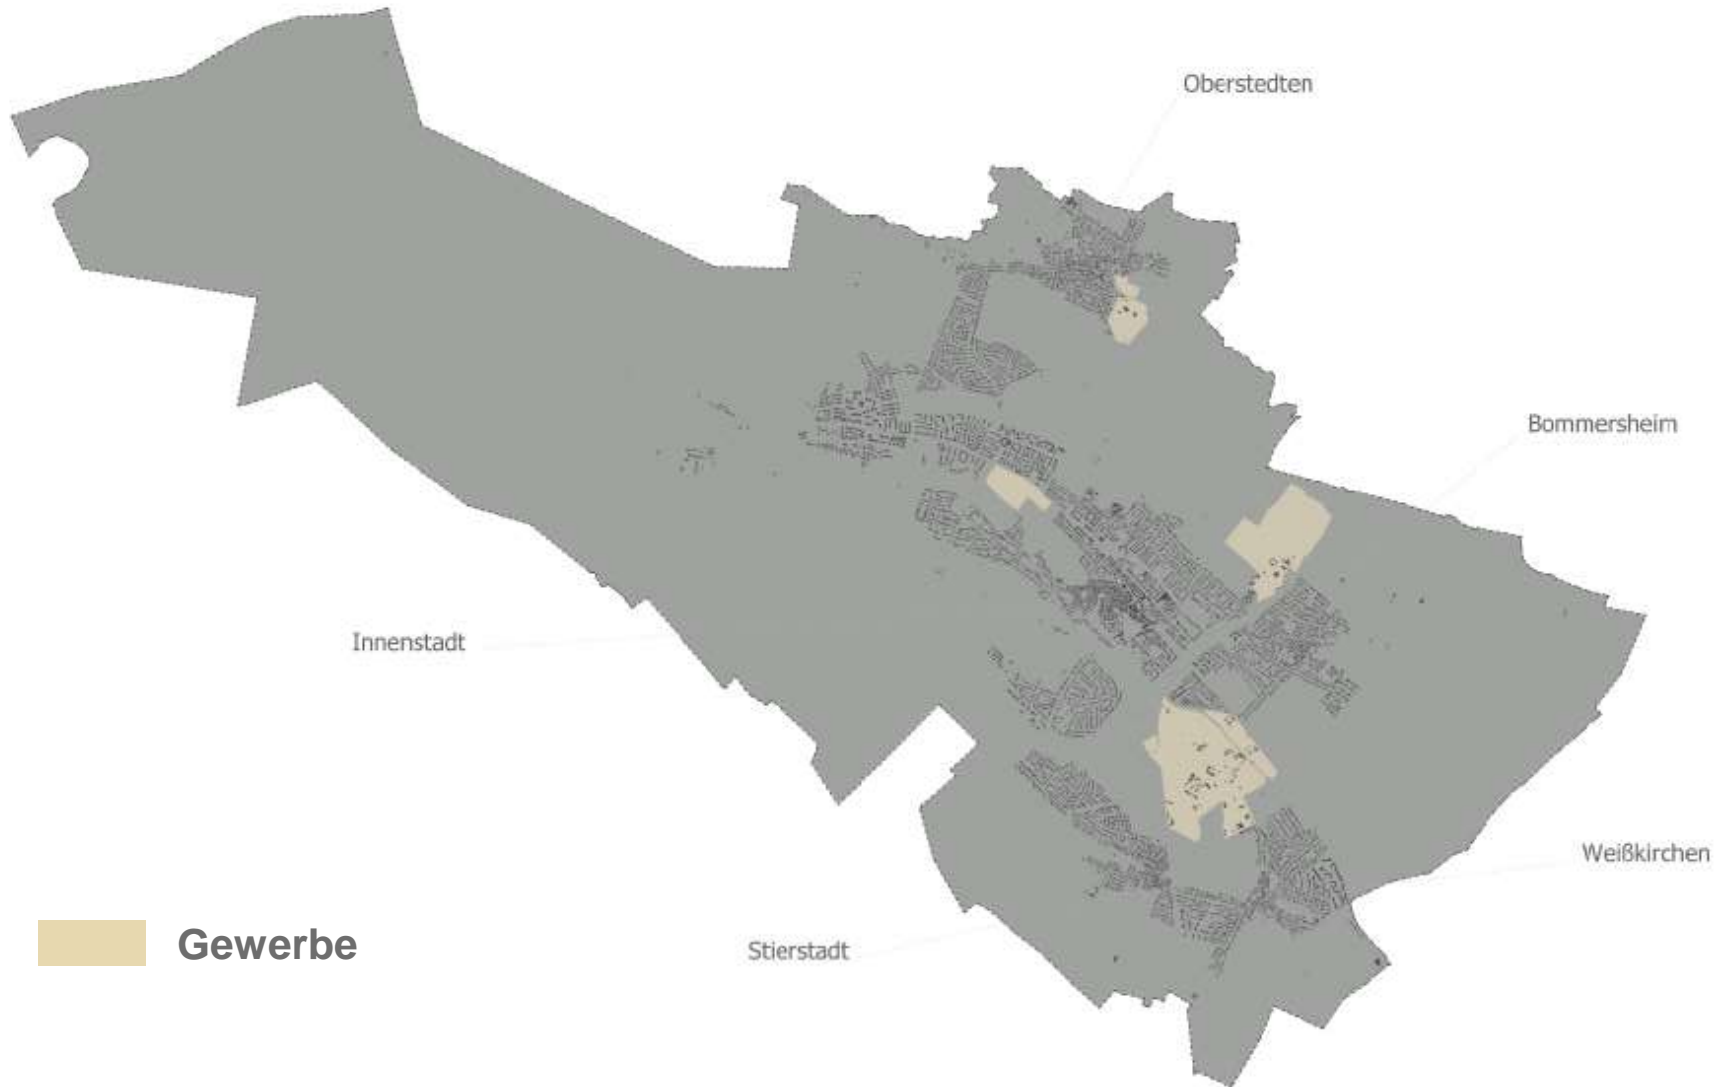 Oberstedten
Bommersheim
Innenstadt
Weißkirchen
Gewerbe
Stierstadt